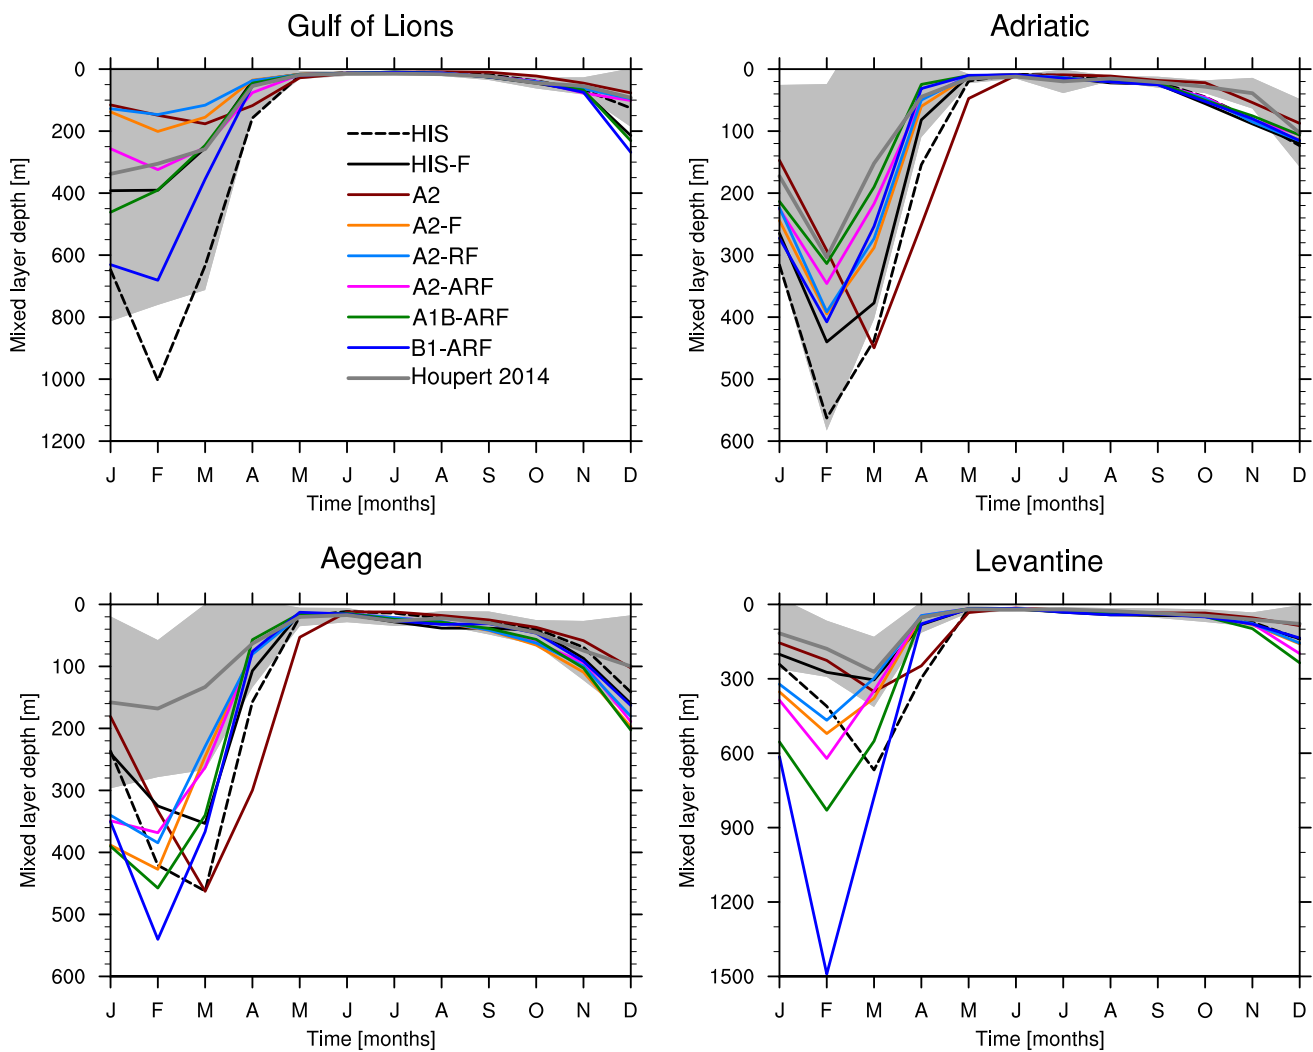 Gulf of Lions
Mixed layer depth [m]
0
200
400
600
800
1000
1200
HIS
HIS-F
A2
A2-F
A2-RF
A2-ARF
A1B-ARF
B1-ARF
Houpert 2014
J F M A M J J A S O N D
Time [months]
Adriatic
Mixed layer depth [m]
0
100
200
300
400
500
600
J F M A M J J A S O N D
Time [months]
Aegean
Mixed layer depth [m]
0
100
200
300
400
500
600
J F M A M J J A S O N D
Time [months]
Levantine
Mixed layer depth [m]
0
300
600
900
1200
1500
J F M A M J J A S O N D
Time [months]